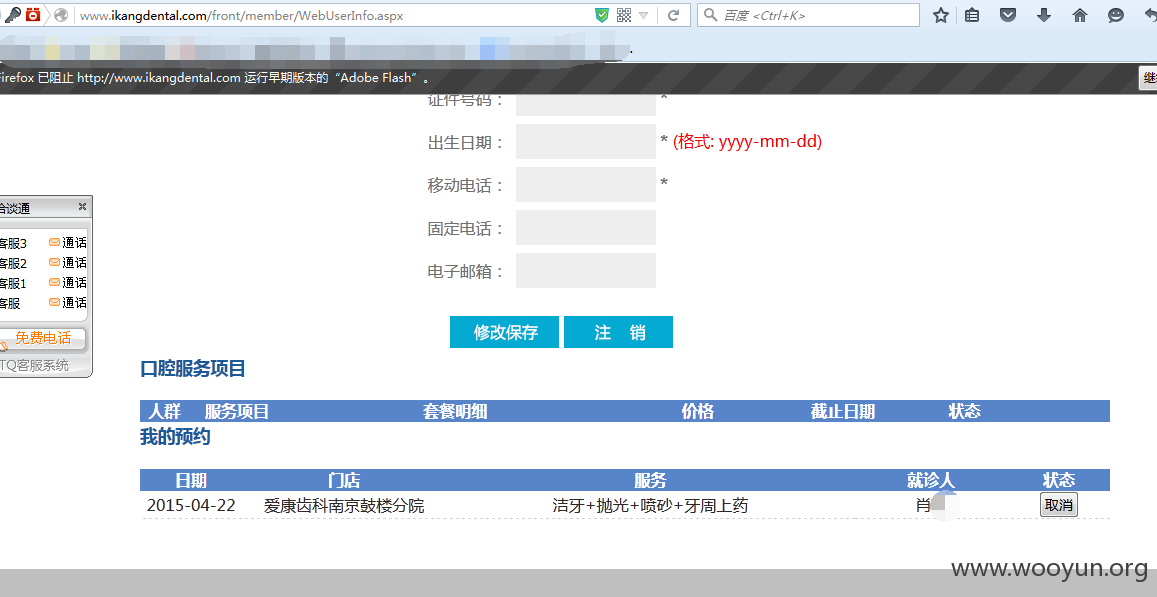 www.ikangdental.com/front/member/WebUserInfo.aspx
百度 <Ctrl+K>
Firefox 已阻止 http://www.ikangdental.com 运行早期版本的“Adobe Flash”。
证件号码： *
出生日期： * (格式: yyyy-mm-dd)
移动电话： *
固定电话：
电子邮箱：
修改保存 注 销
洽谈通
客服3 通话
客服2 通话
客服1 通话
客服 通话
免费电话
TQ客服系统
口腔服务项目
人群 服务项目 套餐明细 价格 截止日期 状态
我的预约
日期 门店 服务 就诊人 状态
2015-04-22 爱康齿科南京鼓楼分院 洁牙+抛光+喷砂+牙周上药 肖 取消
www.wooyun.org